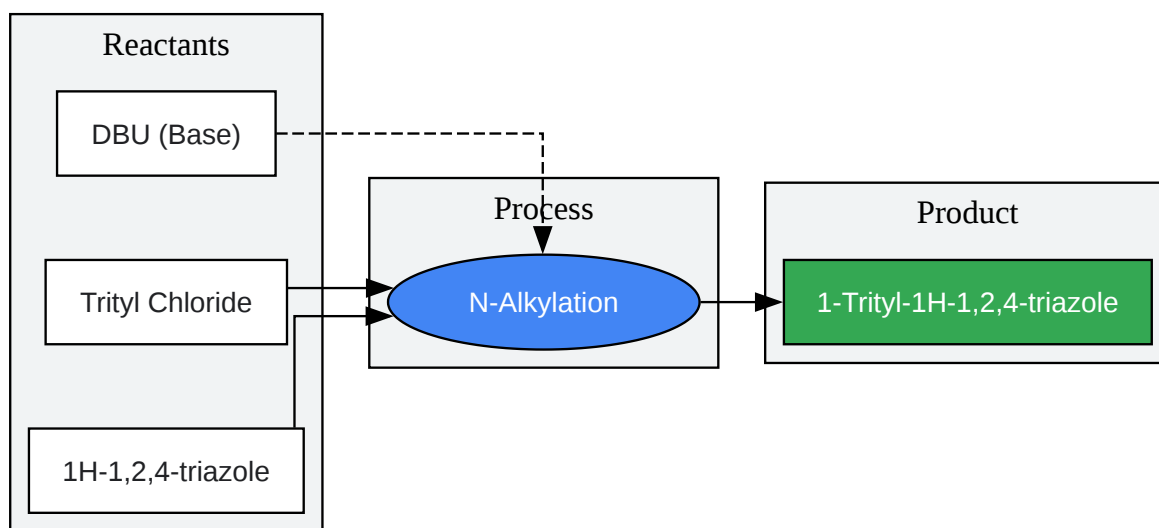 Reactants
DBU (Base)
Trityl Chloride
1H-1,2,4-triazole
Process
N-Alkylation
Product
1-Trityl-1H-1,2,4-triazole